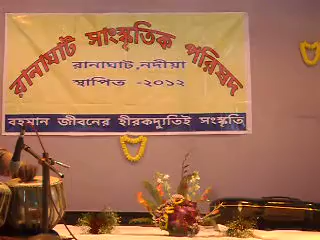 রানাঘাট সাংস্কৃতিক পরিষদ
রানাঘাট,নদীয়া
স্থাপিত -২০১২
বহমান জীবনের হীরকদ্যুতিই সংস্কৃতি